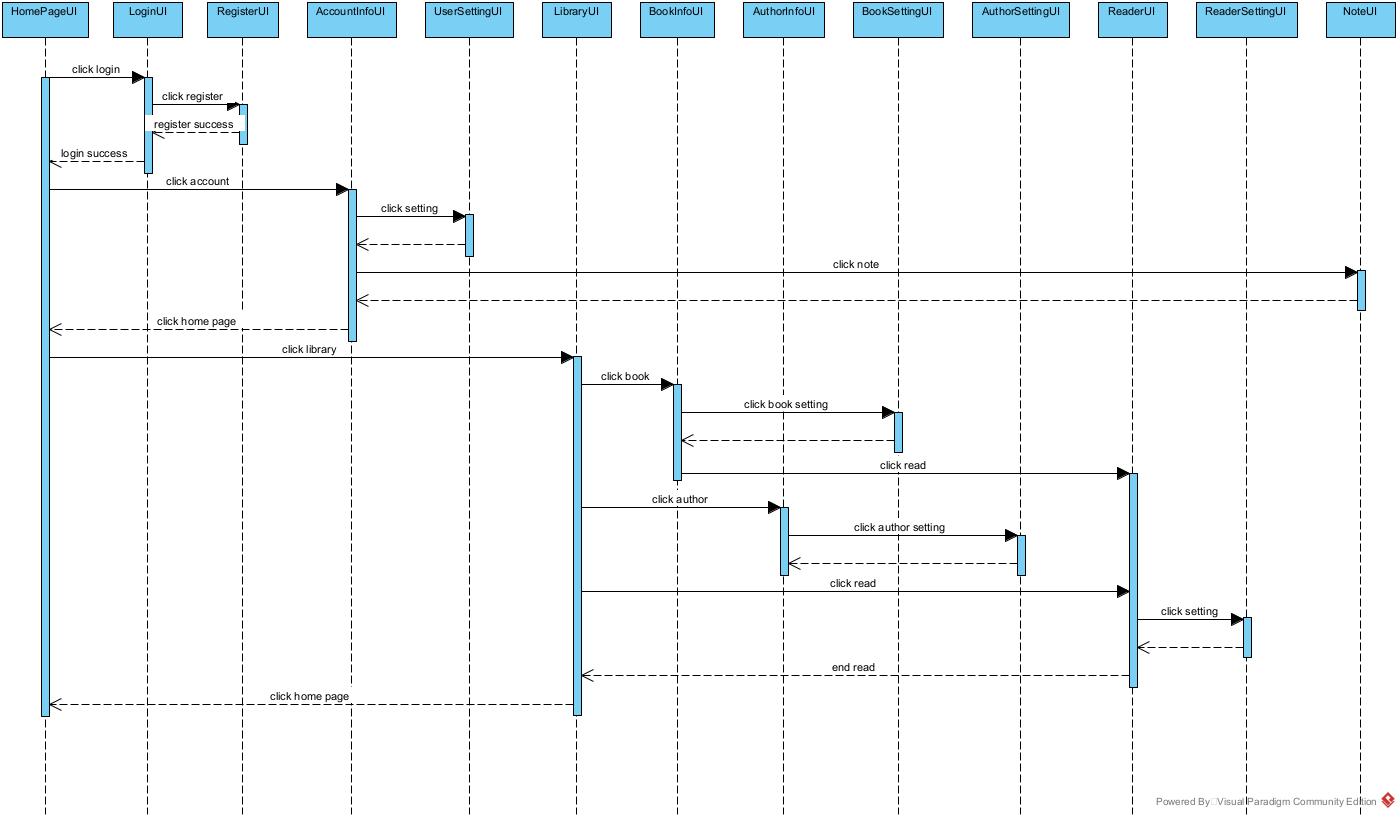 HomePageUI
LoginUI
RegisterUI
AccountInfoUI
UserSettingUI
LibraryUI
BookInfoUI
AuthorInfoUI
BookSettingUI
AuthorSettingUI
ReaderUI
ReaderSettingUI
NoteUI
click login
click register
register success
login success
click account
click setting
click note
click home page
click library
click book
click book setting
click read
click author
click author setting
click read
click setting
end read
click home page
Powered By Visual Paradigm Community Edition